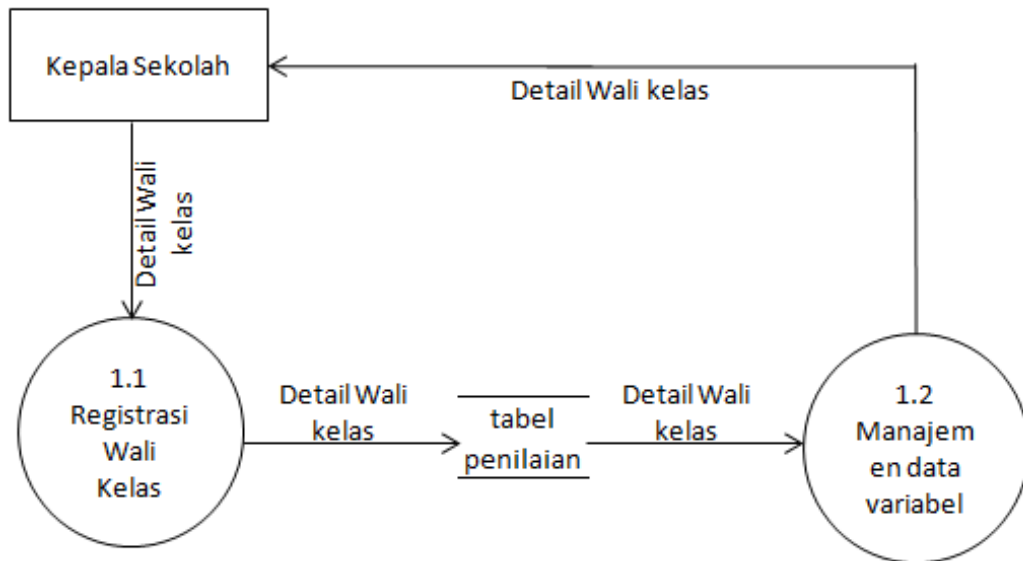 Kepala Sekolah
Detail Wali kelas
Detail Wali
kelas
1.1
Registrasi
Wali
Kelas
Detail Wali
kelas
tabel
penilaian
Detail Wali
kelas
1.2
Manajem
en data
variabel